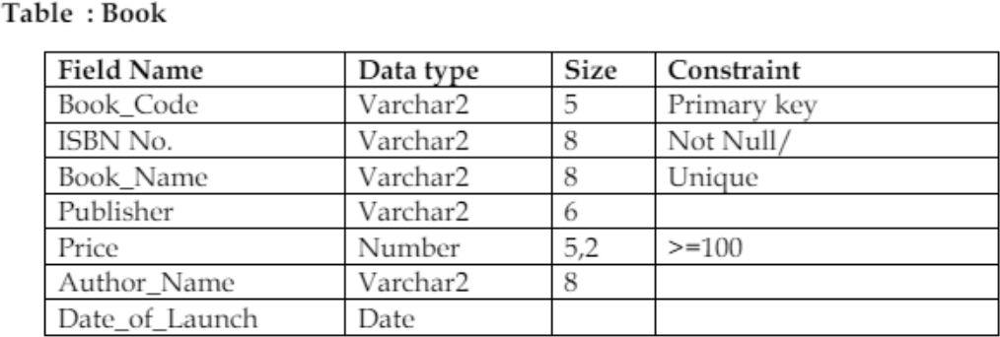 Table : Book
Field Name Data type Size Constraint
Book_Code Varchar2 5 Primary key
ISBN No. Varchar2 8 Not Null/
Book_Name Varchar2 8 Unique
Publisher Varchar2 6
Price Number 5,2 >=100
Author_Name Varchar2 8
Date_of_Launch Date